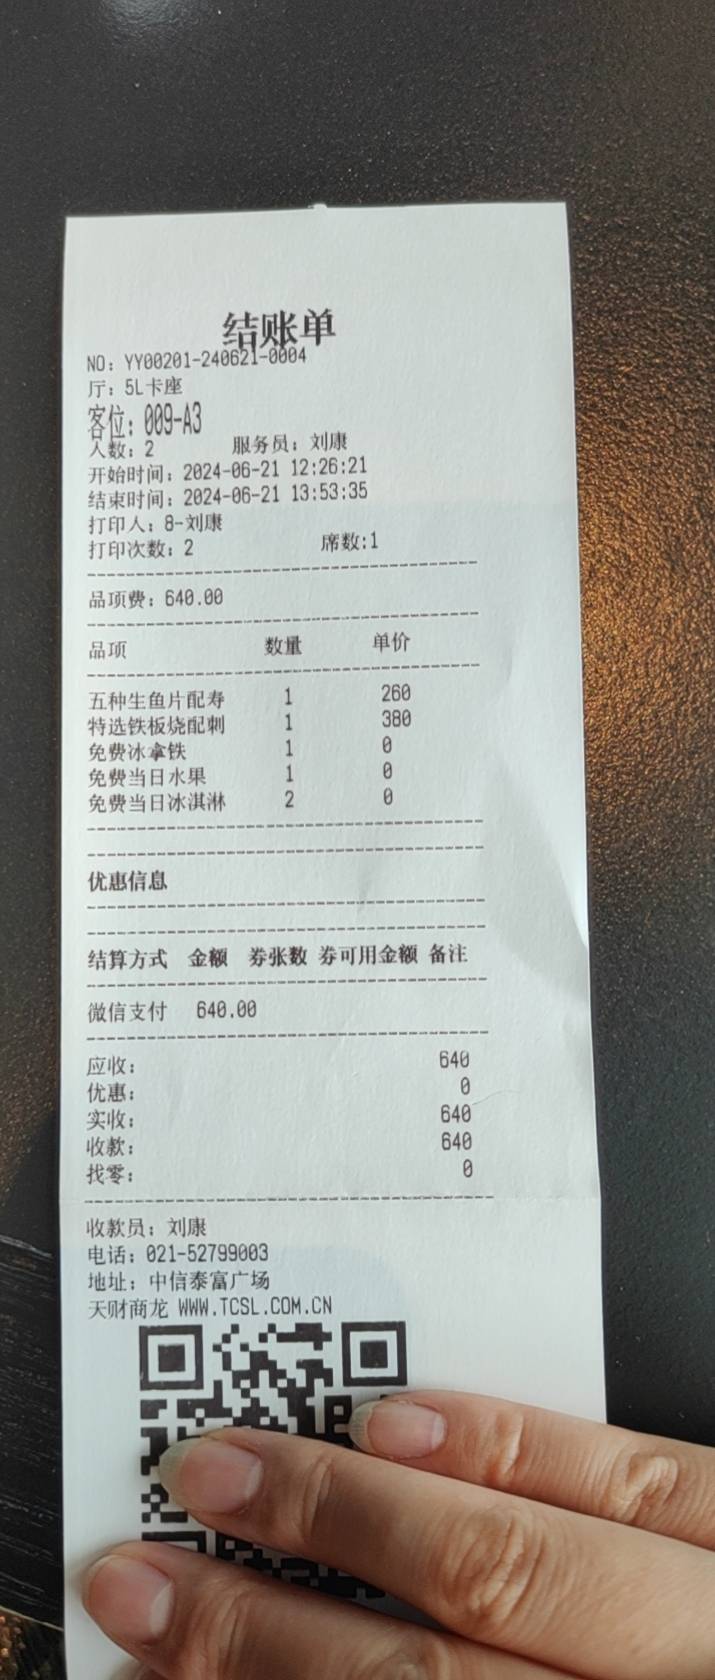 结账单
NO: YY00201-240621-0004
厅: 5L卡座
客位: 009-A3
人数: 2 服务员: 刘康
开始时间: 2024-06-21 12:26:21
结束时间: 2024-06-21 13:53:35
打印人: 8-刘康
打印次数: 2 席数:1
品项费: 640.00
品项 数量 单价
五种生鱼片配寿 1 260
特选铁板烧配刺 1 380
免费冰拿铁 1 0
免费当日水果 1 0
免费当日冰淇淋 2 0
优惠信息
结算方式 金额 券张数 券可用金额 备注
微信支付 640.00
应收: 640
优惠: 0
实收: 640
收款: 640
找零: 0
收款员: 刘康
电话: 021-52799003
地址: 中信泰富广场
天财商龙 WWW.TCSL.COM.CN